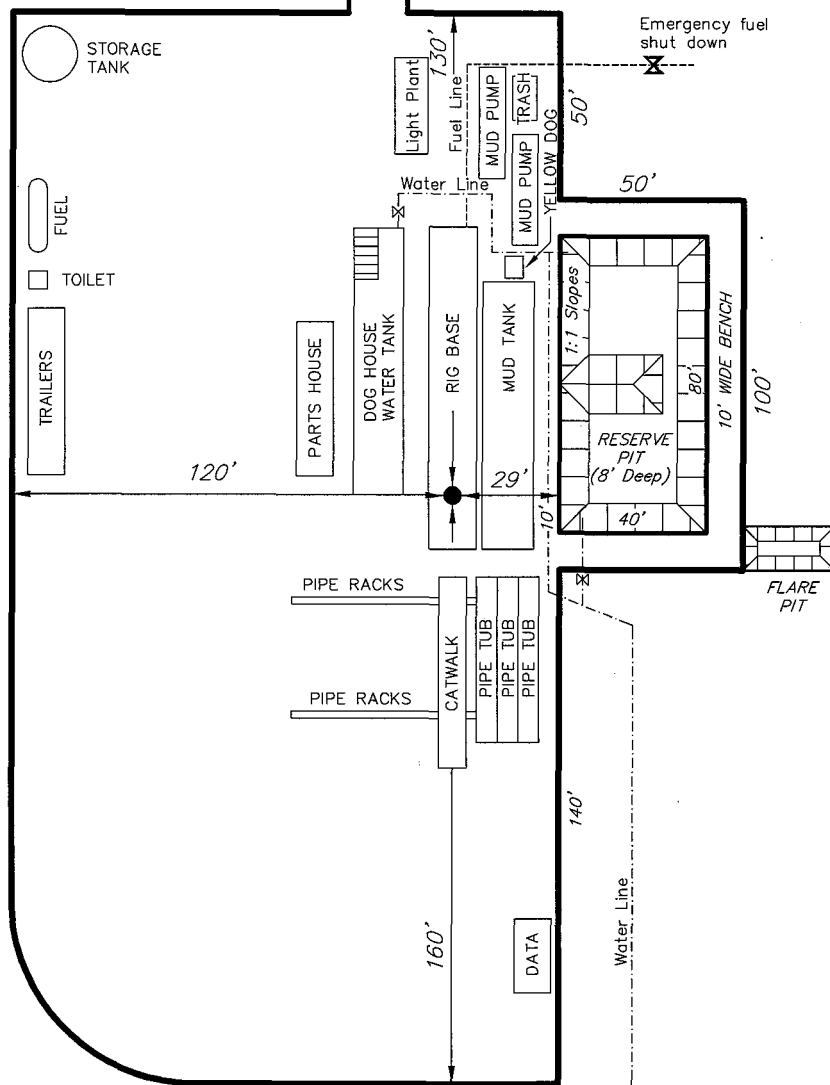 STORAGE
TANK
Light Plant
130'
Fuel Line
MUD PUMP
TRASH
MUD PUMP
YELLOW DOG
50'
Emergency fuel
shut down
Water Line
50'
FUEL
TOILET
TRAILERS
PARTS HOUSE
DOG HOUSE
WATER TANK
RIG BASE
MUD TANK
1:1 Slopes
80'
10' WIDE BENCH
100'
RESERVE
PIT
(8' Deep)
40'
120'
29'
10'
FLARE
PIT
PIPE RACKS
PIPE RACKS
CATWALK
PIPE TUB
PIPE TUB
PIPE TUB
140'
160'
DATA
Water Line